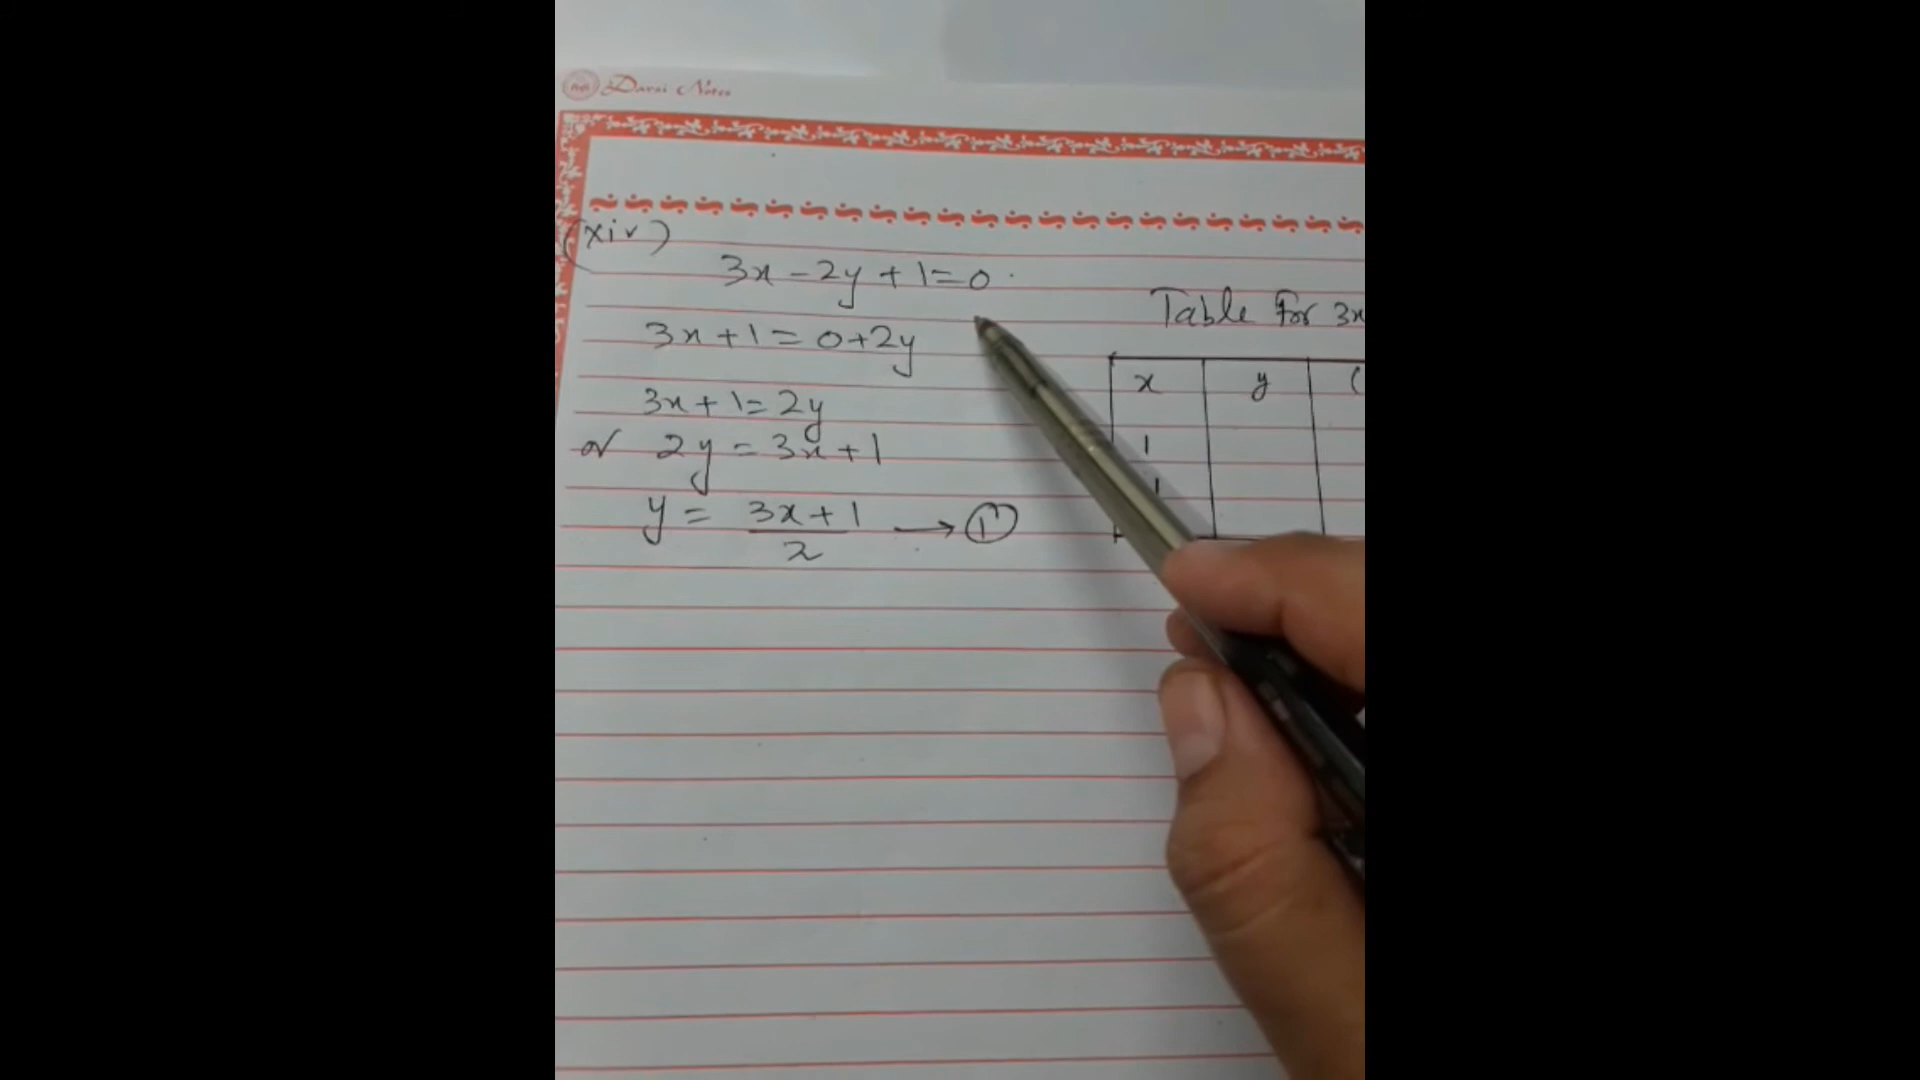 Darsi Notes
(xiv)
3x - 2y + 1 = 0
3x + 1 = 0 + 2y
3x + 1 = 2y
or 2y = 3x + 1
y = 3x + 1 / 2 → 1
Table For 3x
x y (
1
1